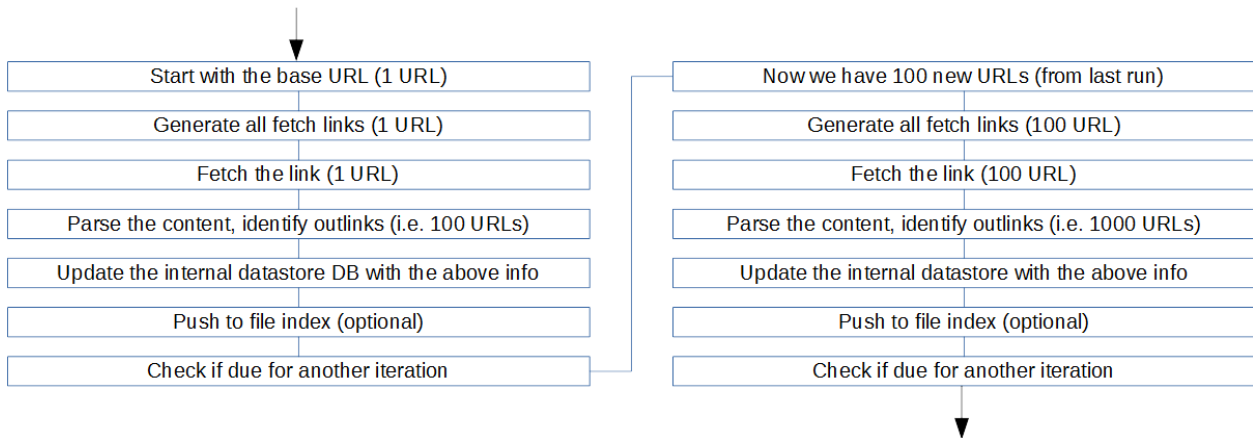 Start with the base URL (1 URL)
Generate all fetch links (1 URL)
Fetch the link (1 URL)
Parse the content, identify outlinks (i.e. 100 URLs)
Update the internal datastore DB with the above info
Push to file index (optional)
Check if due for another iteration
Now we have 100 new URLs (from last run)
Generate all fetch links (100 URL)
Fetch the link (100 URL)
Parse the content, identify outlinks (i.e. 1000 URLs)
Update the internal datastore with the above info
Push to file index (optional)
Check if due for another iteration